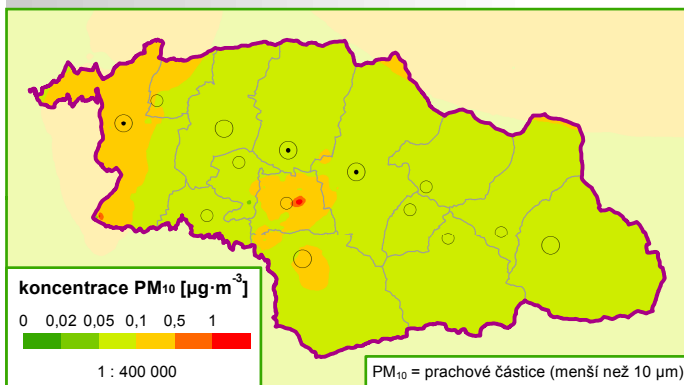 koncentrace PM₁₀ [µg·m⁻³]
0 0,02 0,05 0,1 0,5 1
1 : 400 000
PM₁₀ = prachové částice (menší než 10 µm)